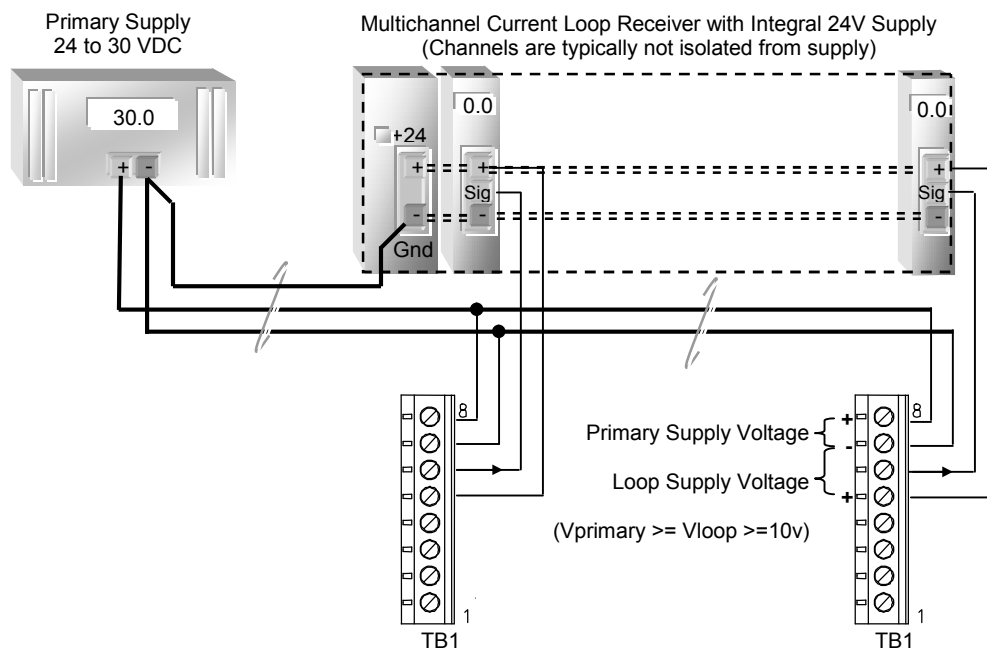 Primary Supply
24 to 30 VDC
Multichannel Current Loop Receiver with Integral 24V Supply
(Channels are typically not isolated from supply)
30.0
+ -
+24
+
-
Gnd
0.0
+
Sig
-
0.0
+
Sig
-
8
1
TB1
Primary Supply Voltage
+
-
Loop Supply Voltage
+
(Vprimary >= Vloop >=10v)
8
1
TB1